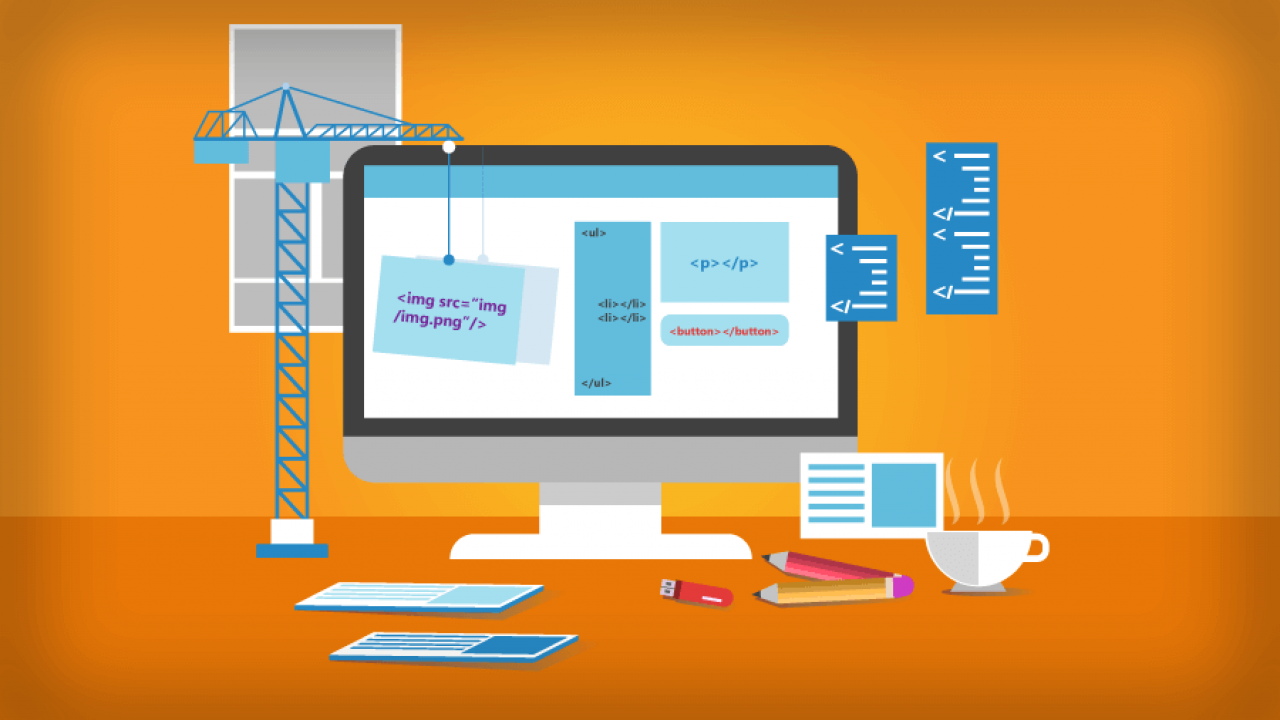 <img src=“img
/img.png”/>
<ul>
<li></li>
<li></li>
</ul>
<p></p>
<button></button>
<
</
<
</
<
</